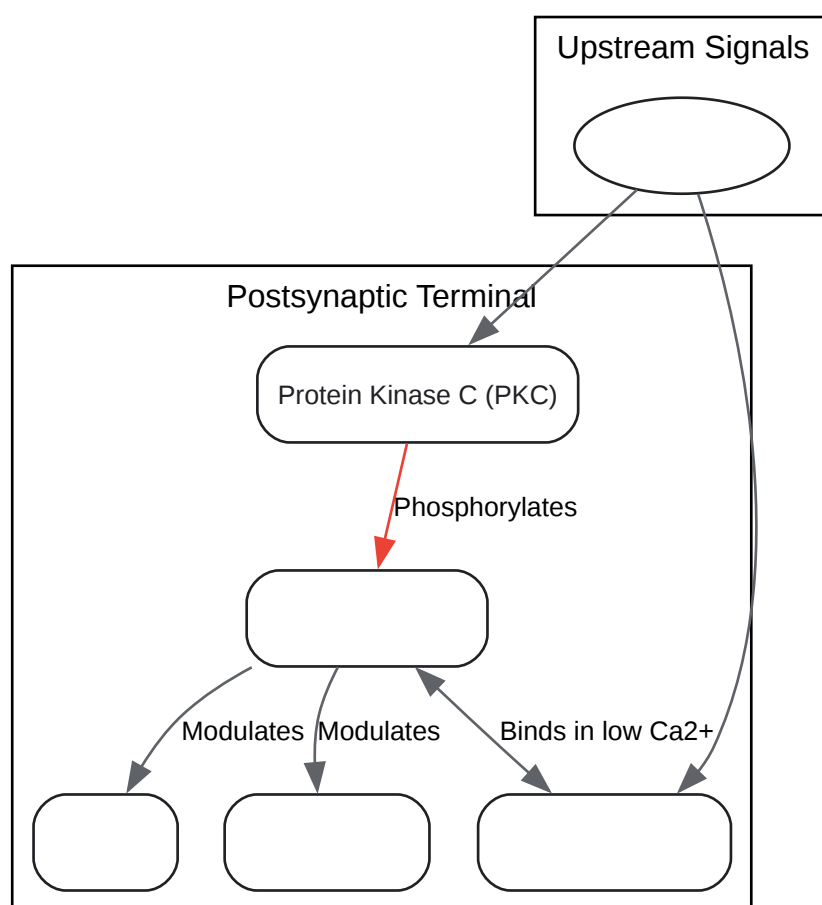 Upstream Signals
Postsynaptic Terminal
Protein Kinase C (PKC)
Phosphorylates
Modulates
Modulates
Binds in low Ca2+